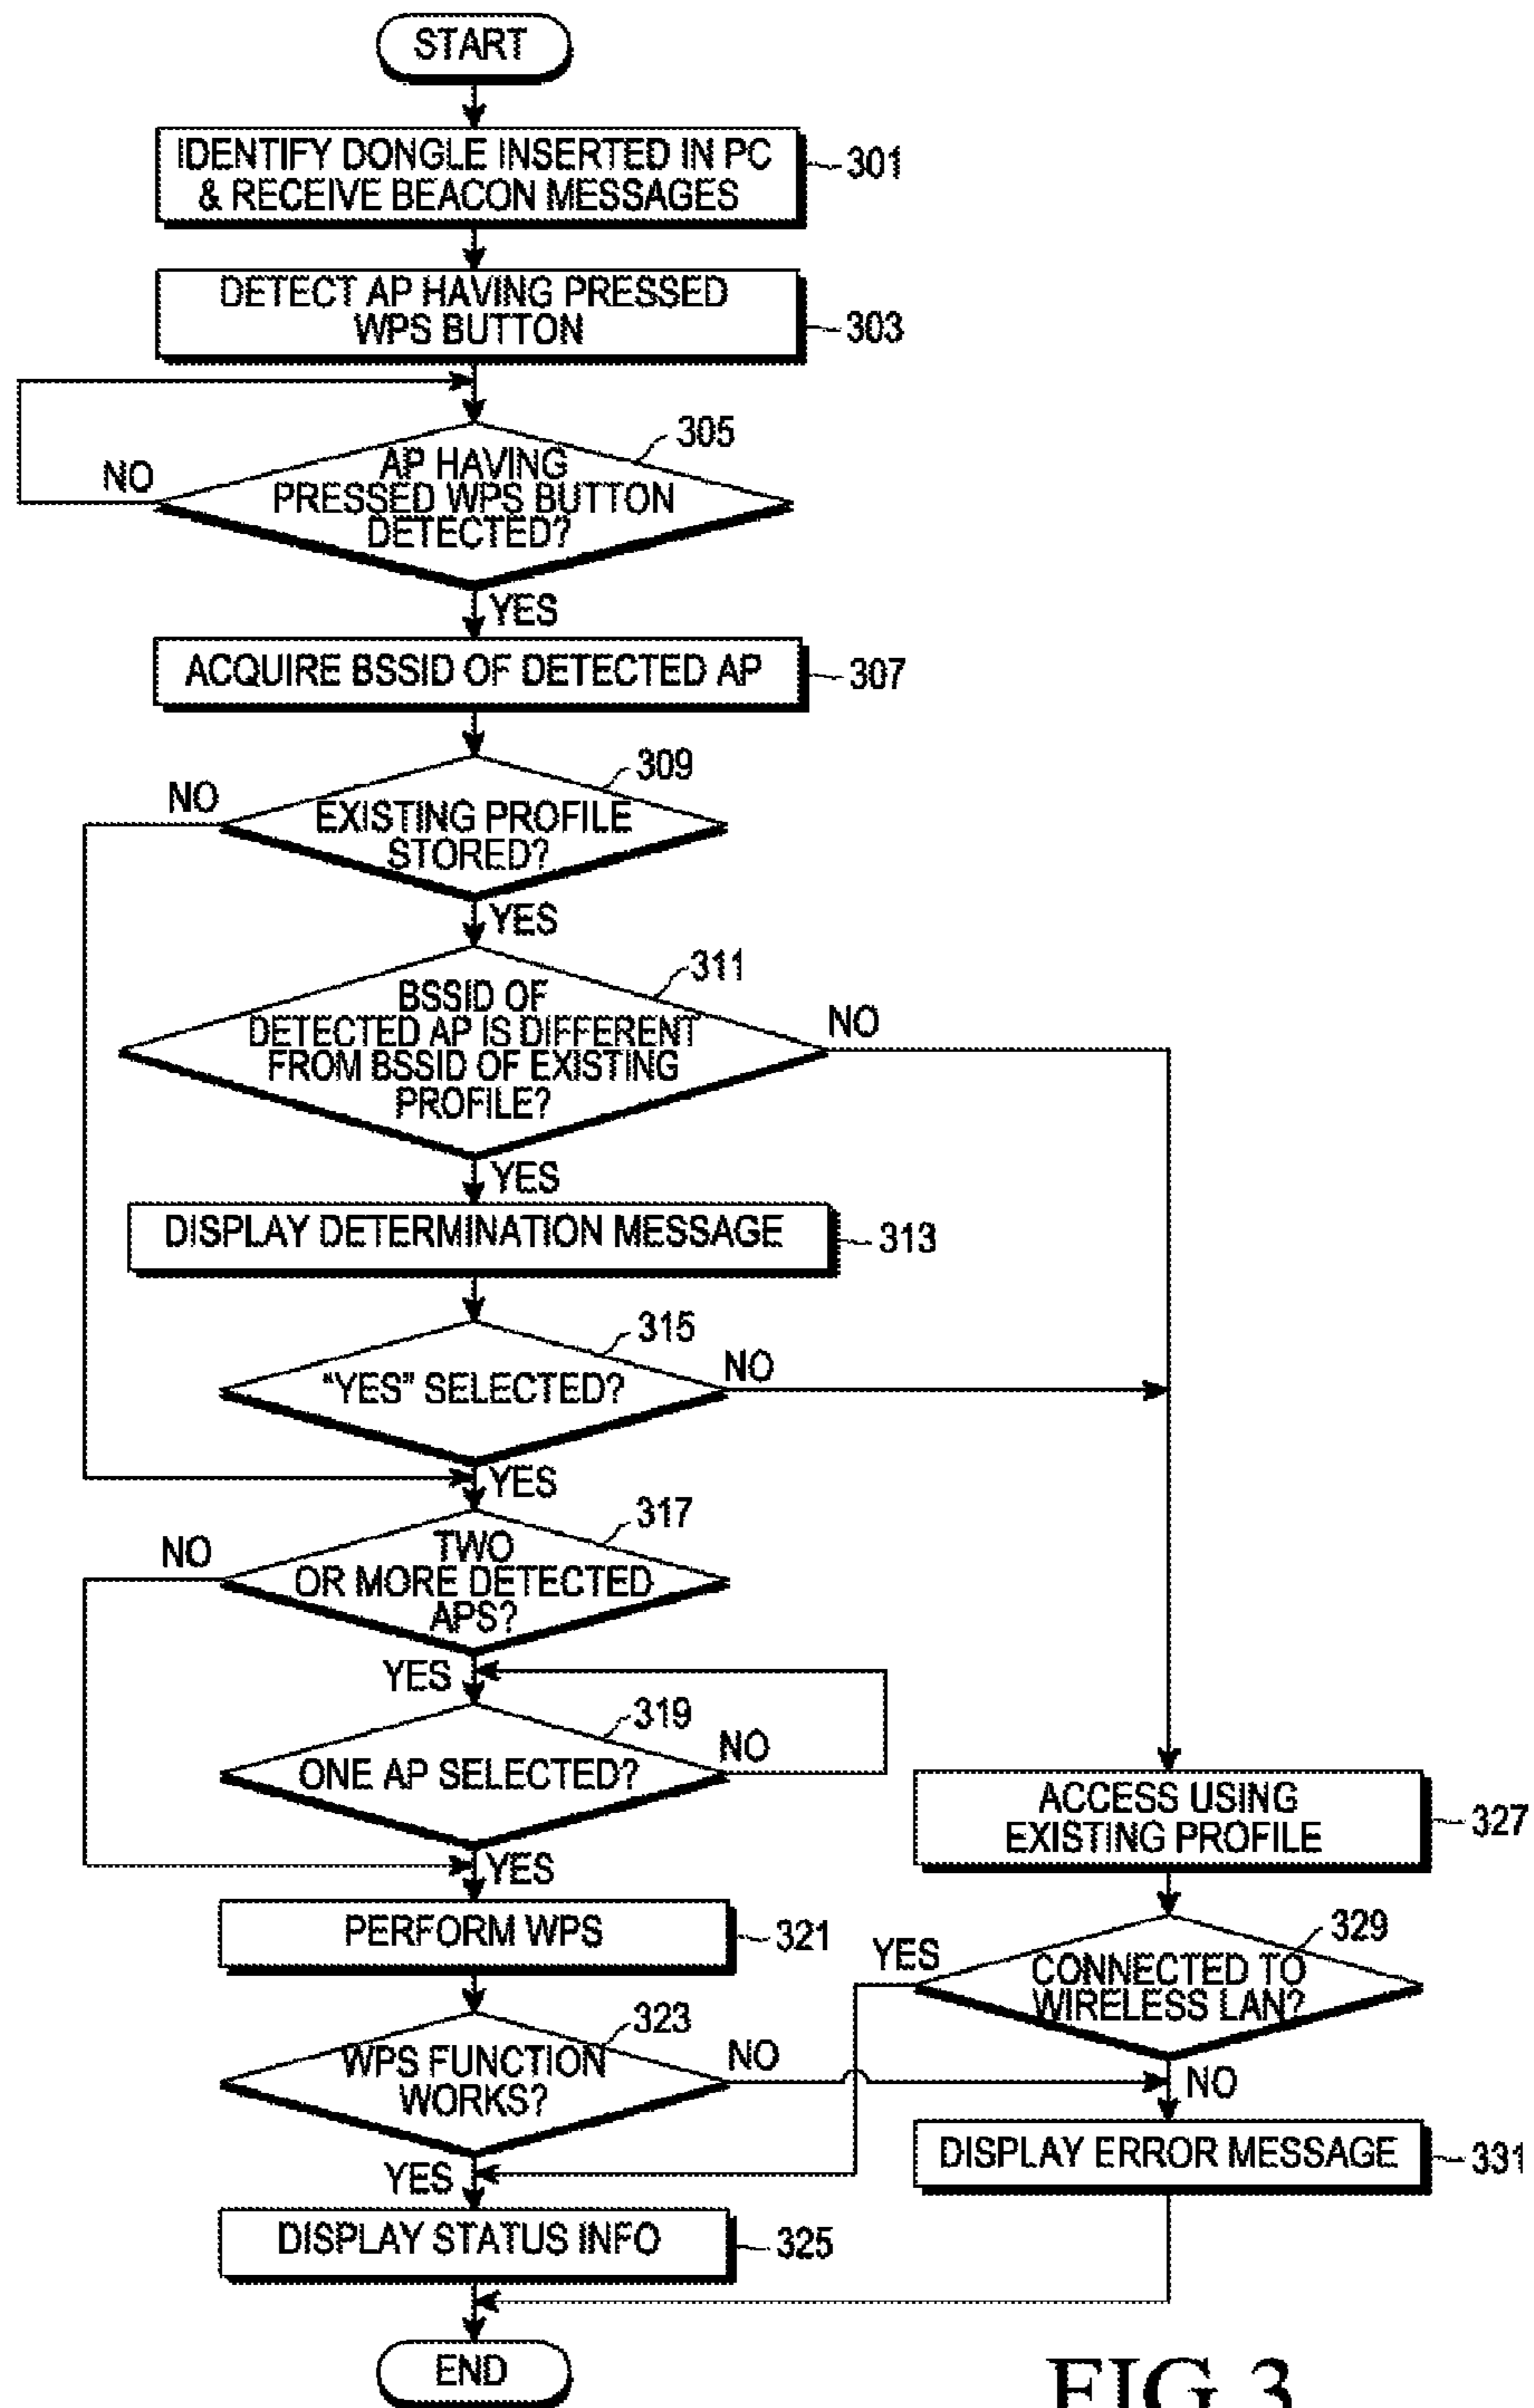 START
IDENTIFY DONGLE INSERTED IN PC
& RECEIVE BEACON MESSAGES
301
DETECT AP HAVING PRESSED
WPS BUTTON
303
305
AP HAVING
PRESSED WPS BUTTON
DETECTED?
NO
YES
ACQUIRE BSSID OF DETECTED AP
307
309
NO
EXISTING PROFILE
STORED?
YES
311
BSSID OF
DETECTED AP IS DIFFERENT
FROM BSSID OF EXISTING
PROFILE?
NO
YES
DISPLAY DETERMINATION MESSAGE
313
315
"YES" SELECTED?
NO
YES
317
NO
TWO
OR MORE DETECTED
APS?
YES
319
ONE AP SELECTED?
NO
YES
ACCESS USING
EXISTING PROFILE
327
PERFORM WPS
321
329
YES
CONNECTED TO
WIRELESS LAN?
NO
323
WPS FUNCTION
WORKS?
NO
YES
DISPLAY ERROR MESSAGE
331
DISPLAY STATUS INFO
325
END
FIG.3